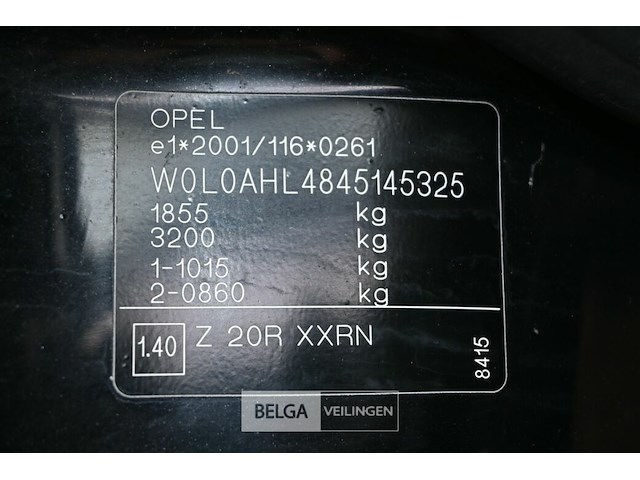 OPEL
e1*2001/116*0261
W0L0AHL4845145325
1855 kg
3200 kg
1-1015 kg
2-0860 kg
1.40 Z 20R XXRN
8415
BELGA VEILINGEN